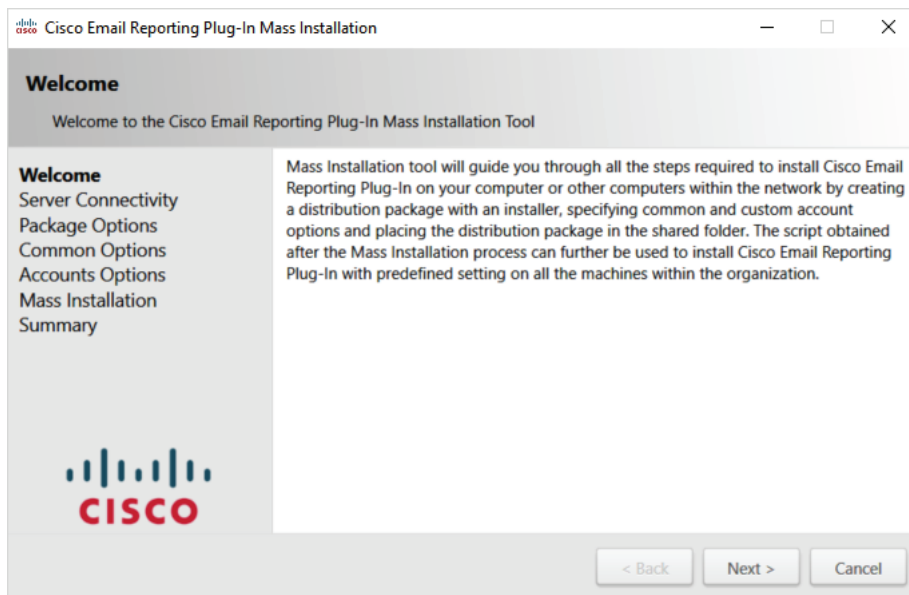 Cisco Email Reporting Plug-In Mass Installation
Welcome
Welcome to the Cisco Email Reporting Plug-In Mass Installation Tool
Welcome
Server Connectivity
Package Options
Common Options
Accounts Options
Mass Installation
Summary
Mass Installation tool will guide you through all the steps required to install Cisco Email
Reporting Plug-In on your computer or other computers within the network by creating
a distribution package with an installer, specifying common and custom account
options and placing the distribution package in the shared folder. The script obtained
after the Mass Installation process can further be used to install Cisco Email Reporting
Plug-In with predefined setting on all the machines within the organization.
CISCO
< Back
Next >
Cancel